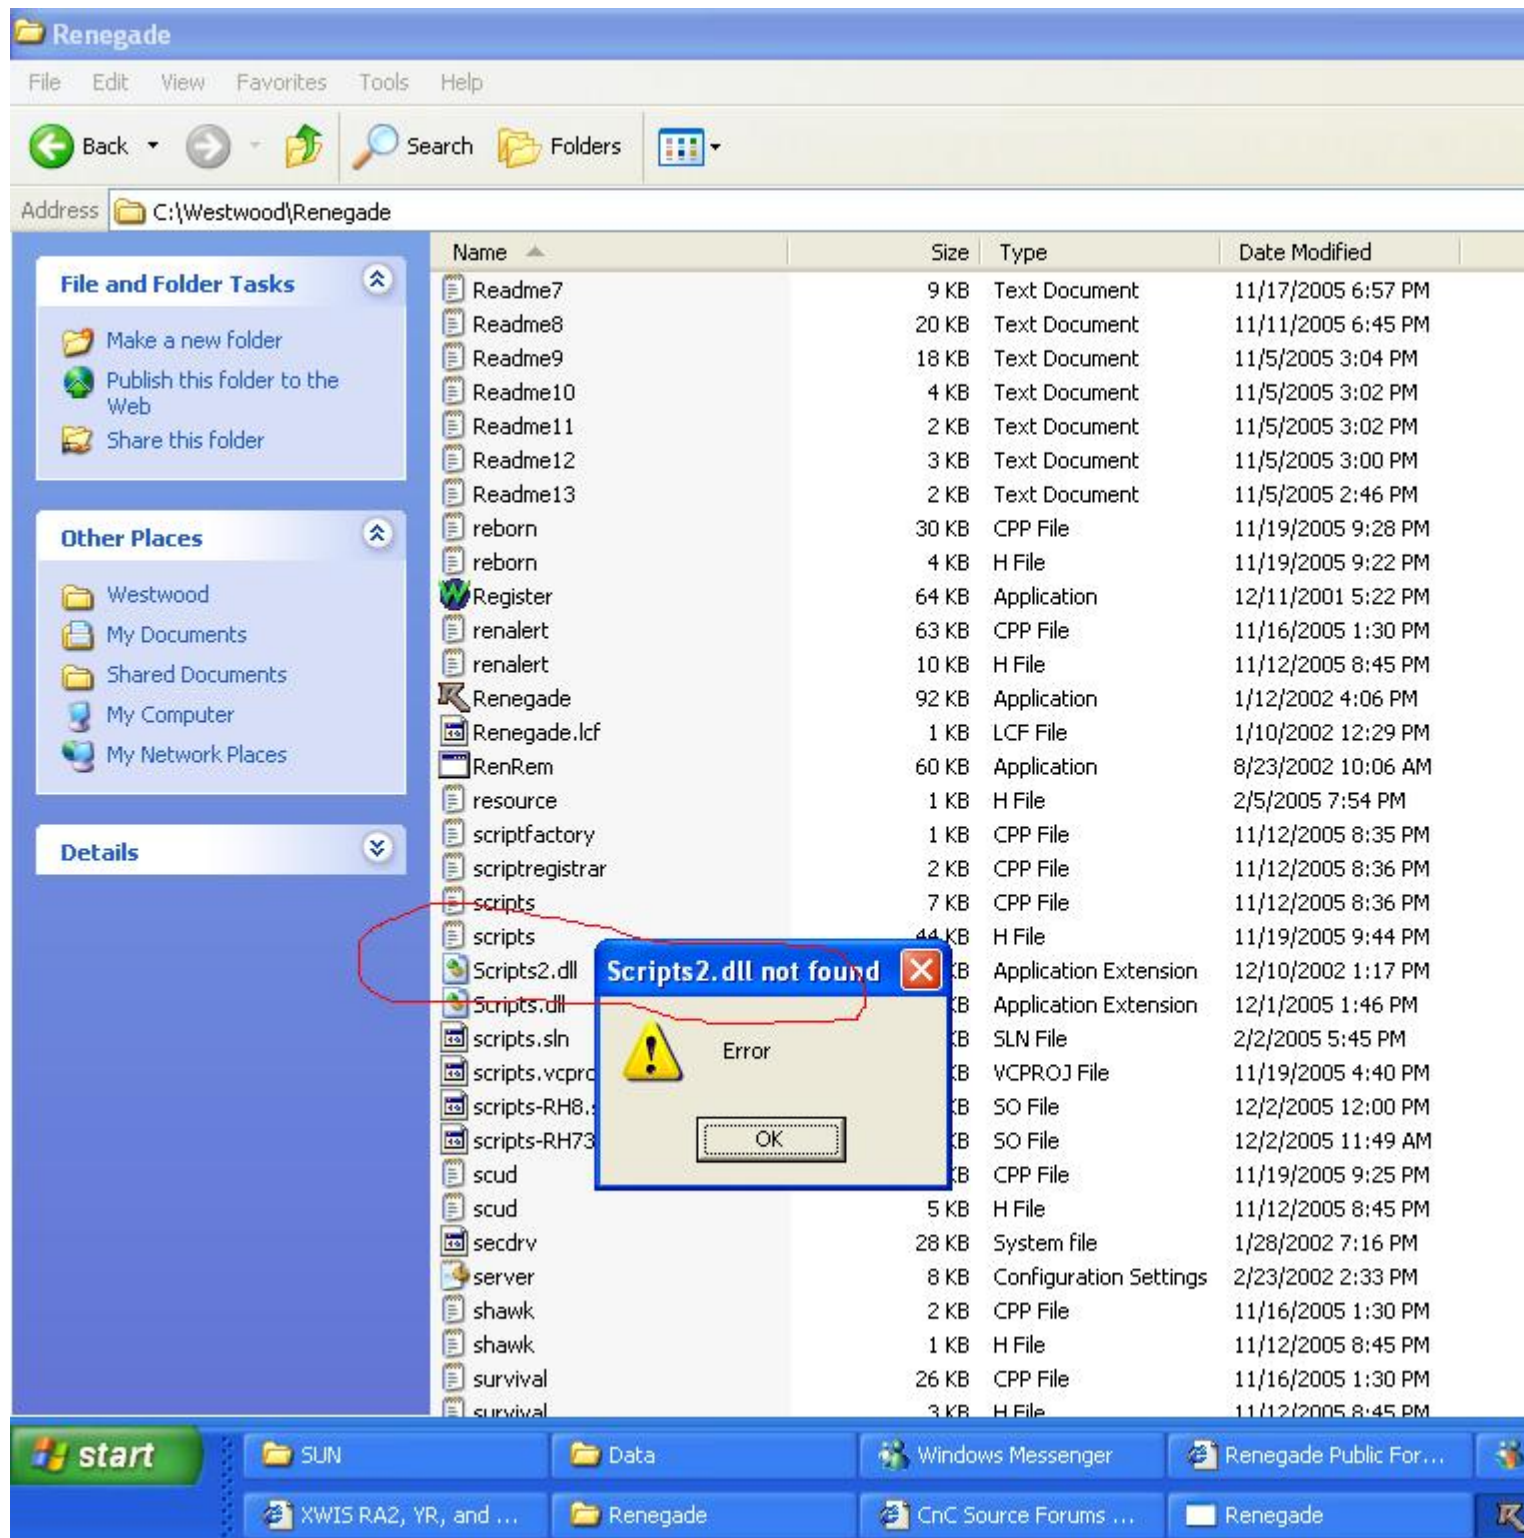 Renegade
File Edit View Favorites Tools Help
Back Search Folders
Address C:\Westwood\Renegade
File and Folder Tasks
Make a new folder
Publish this folder to the
Web
Share this folder
Other Places
Westwood
My Documents
Shared Documents
My Computer
My Network Places
Details
Name Size Type Date Modified
Readme7 9 KB Text Document 11/17/2005 6:57 PM
Readme8 20 KB Text Document 11/11/2005 6:45 PM
Readme9 18 KB Text Document 11/5/2005 3:04 PM
Readme10 4 KB Text Document 11/5/2005 3:02 PM
Readme11 2 KB Text Document 11/5/2005 3:02 PM
Readme12 3 KB Text Document 11/5/2005 3:00 PM
Readme13 2 KB Text Document 11/5/2005 2:46 PM
reborn 30 KB CPP File 11/19/2005 9:28 PM
reborn 4 KB H File 11/19/2005 9:22 PM
Register 64 KB Application 12/11/2001 5:22 PM
renalert 63 KB CPP File 11/16/2005 1:30 PM
renalert 10 KB H File 11/12/2005 8:45 PM
Renegade 92 KB Application 1/12/2002 4:06 PM
Renegade.lcf 1 KB LCF File 1/10/2002 12:29 PM
RenRem 60 KB Application 8/23/2002 10:06 AM
resource 1 KB H File 2/5/2005 7:54 PM
scriptfactory 1 KB CPP File 11/12/2005 8:35 PM
scriptregistrar 2 KB CPP File 11/12/2005 8:36 PM
scripts 7 KB CPP File 11/12/2005 8:36 PM
scripts 44 KB H File 11/19/2005 9:44 PM
Scripts2.dll Application Extension 12/10/2002 1:17 PM
Scripts.dll Application Extension 12/1/2005 1:46 PM
scripts.sln SLN File 2/2/2005 5:45 PM
scripts.vcpro VCPROJ File 11/19/2005 4:40 PM
scripts-RH8. SO File 12/2/2005 12:00 PM
scripts-RH73 SO File 12/2/2005 11:49 AM
scud CPP File 11/19/2005 9:25 PM
scud 5 KB H File 11/12/2005 8:45 PM
secdrv 28 KB System file 1/28/2002 7:16 PM
server 8 KB Configuration Settings 2/23/2002 2:33 PM
shawk 2 KB CPP File 11/16/2005 1:30 PM
shawk 1 KB H File 11/12/2005 8:45 PM
survival 26 KB CPP File 11/16/2005 1:30 PM
survival 3 KB H File 11/12/2005 8:45 PM
Scripts2.dll not found
Error
OK
start SUN Data Windows Messenger Renegade Public For...
XWIS RA2, YR, and ... Renegade CnC Source Forums ... Renegade